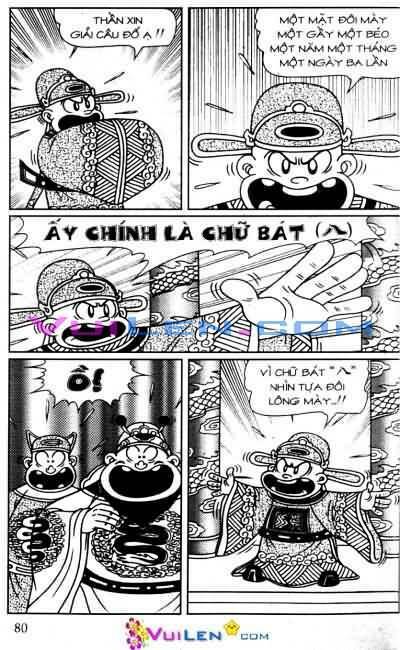 THẦN XIN
GIẢI CÂU ĐỐ Ạ !!
MỘT MẶT ĐÔI MÀY
MỘT GẦY MỘT BÉO
MỘT NĂM MỘT THÁNG
MỘT NGÀY BA LẦN
ẤY CHÍNH LÀ CHỮ BÁT (八)
VUILEN.COM
Ồ!
VÌ CHỮ BÁT "八"
NHÌN TỰA ĐÔI
LÔNG MÀY...!!
80
VUILEN.COM